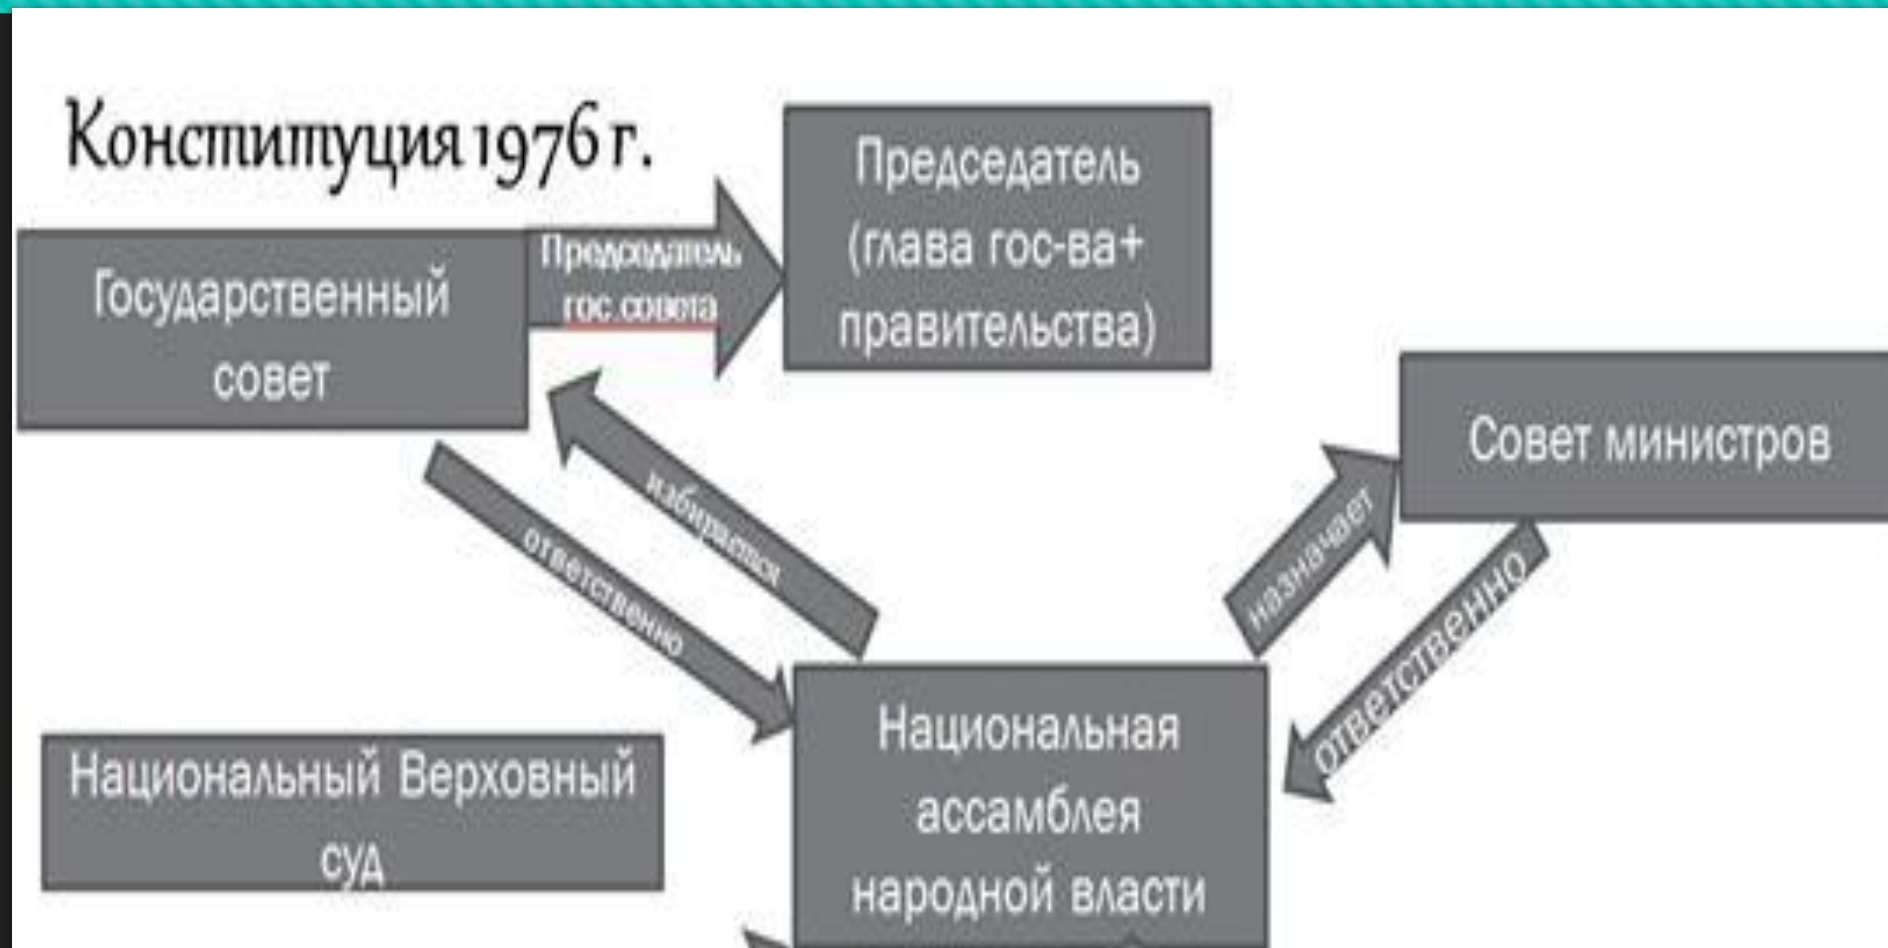 Конституция 1976 г.
Председатель
(глава гос-ва+
правительства)
Государственный
совет
Председатель
гос.совета
Совет министров
избирается
ответственно
назначает
ответственно
Национальная
ассамблея
народной власти
Национальный Верховный
суд